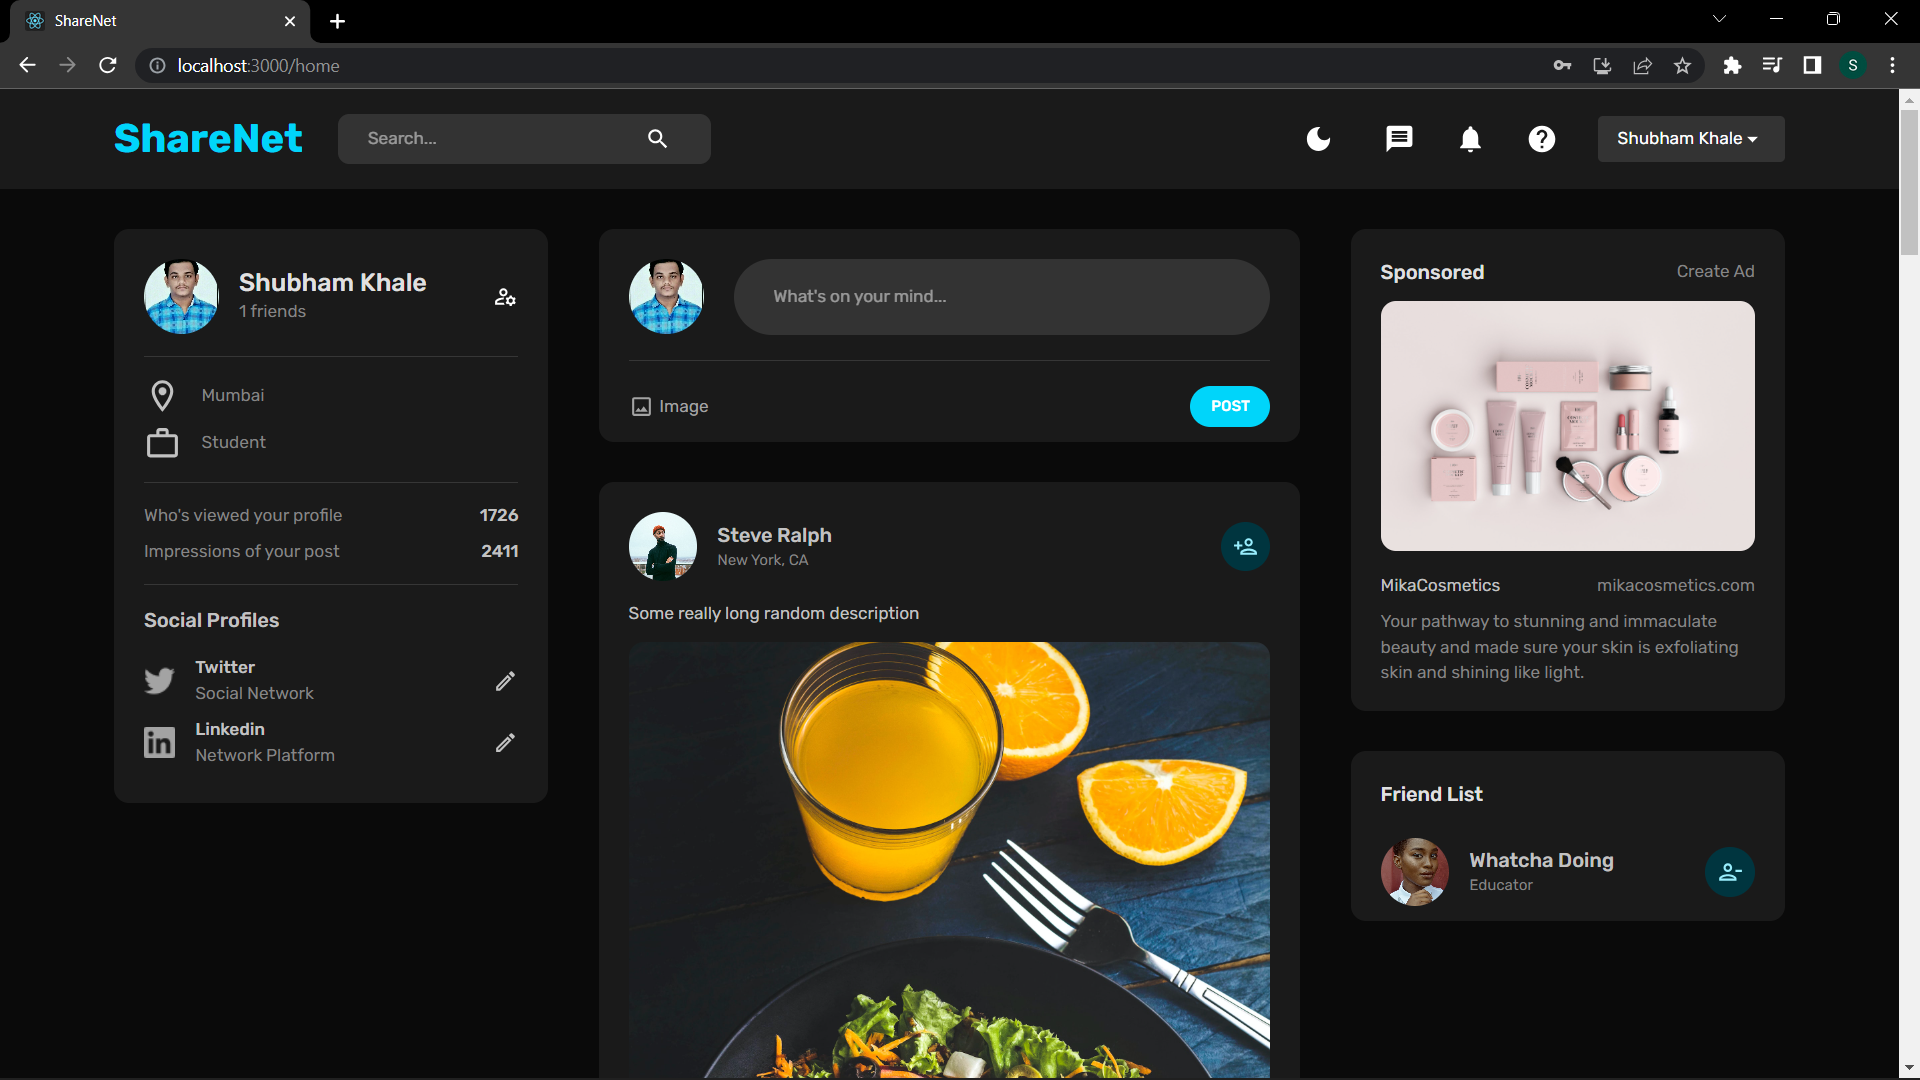 ShareNet
localhost:3000/home
S
ShareNet
Search...
Shubham Khale
Shubham Khale
1 friends
Mumbai
Student
Who's viewed your profile 1726
Impressions of your post 2411
Social Profiles
Twitter
Social Network
Linkedin
Network Platform
What's on your mind...
Image
POST
Steve Ralph
New York, CA
Some really long random description
Sponsored
Create Ad
MikaCosmetics
mikacosmetics.com
Your pathway to stunning and immaculate
beauty and made sure your skin is exfoliating
skin and shining like light.
Friend List
Whatcha Doing
Educator